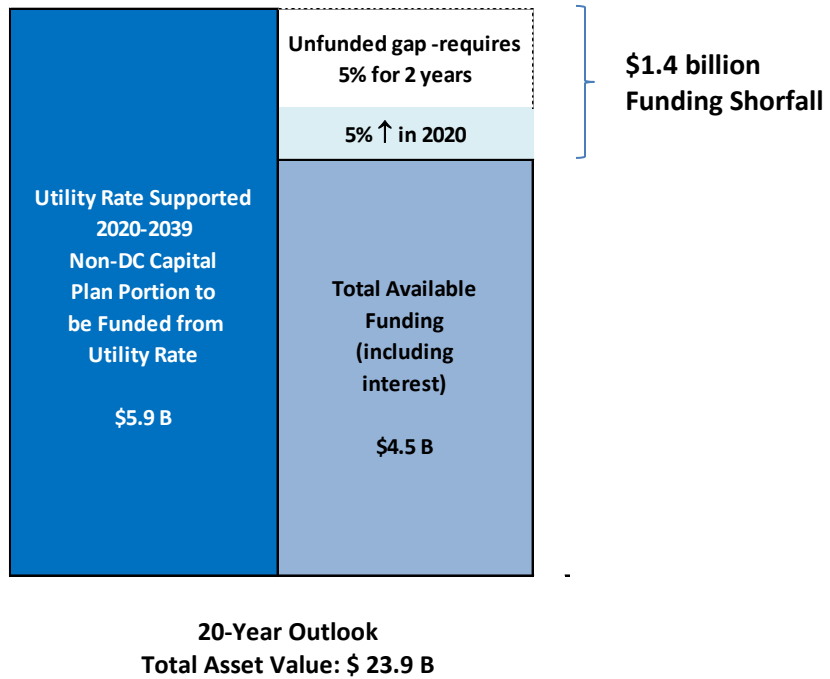 Unfunded gap -requires
5% for 2 years
$1.4 billion
Funding Shorfall
5% ↑ in 2020
Utility Rate Supported
2020-2039
Non-DC Capital
Plan Portion to
be Funded from
Utility Rate
$5.9 B
Total Available
Funding
(including
interest)
$4.5 B
20-Year Outlook
Total Asset Value: $ 23.9 B